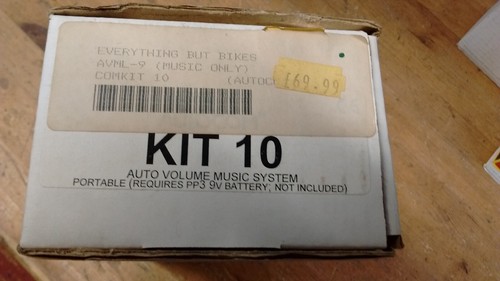 EVERYTHING BUT BIKES
AVML-9 (MUSIC ONLY)
COMKIT 10 (AUTOC
£69.99
KIT 10
AUTO VOLUME MUSIC SYSTEM
PORTABLE (REQUIRES PP3 9v BATTERY; NOT INCLUDED)